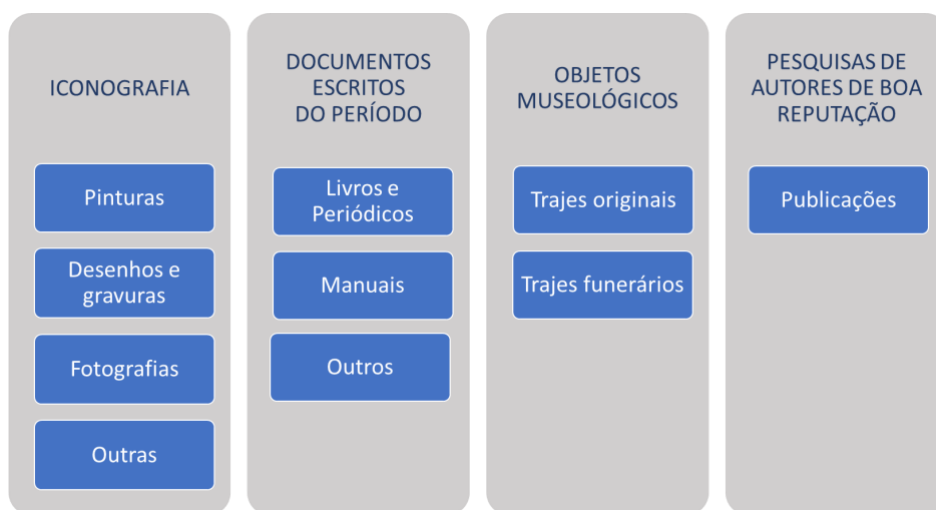 ICONOGRAFIA
Pinturas
Desenhos e
gravuras
Fotografias
Outras
DOCUMENTOS
ESCRITOS
DO PERÍODO
Livros e
Periódicos
Manuais
Outros
OBJETOS
MUSEOLÓGICOS
Trajes originais
Trajes funerários
PESQUISAS DE
AUTORES DE BOA
REPUTAÇÃO
Publicações